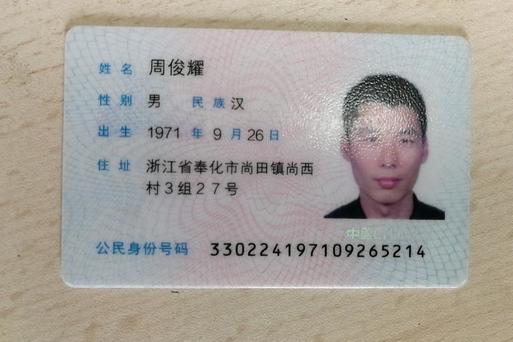 姓名 周俊耀
性别 男 民族 汉
出生 1971 年 9 月 26 日
住址 浙江省奉化市尚田镇尚西
村3组27号
公民身份号码 330224197109265214